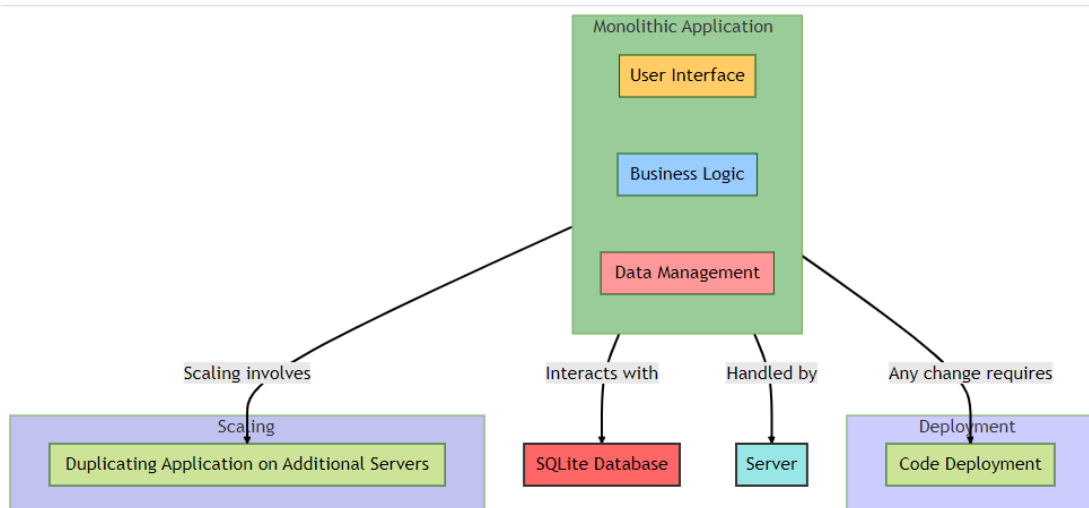 Monolithic Application
User Interface
Business Logic
Data Management
Scaling involves
Interacts with
Handled by
Any change requires
Scaling
Deployment
Duplicating Application on Additional Servers
SQLite Database
Server
Code Deployment